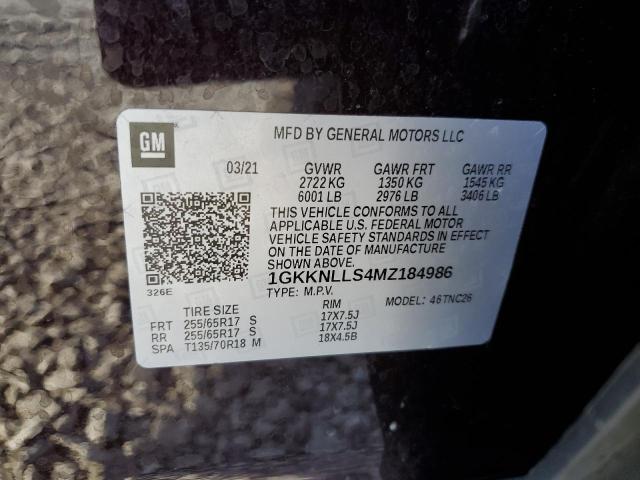 GM
MFD BY GENERAL MOTORS LLC
03/21 GVWR GAWR FRT GAWR RR
2722 KG 1350 KG 1545 KG
6001 LB 2976 LB 3406 LB
THIS VEHICLE CONFORMS TO ALL
APPLICABLE U.S. FEDERAL MOTOR
VEHICLE SAFETY STANDARDS IN EFFECT
ON THE DATE OF MANUFACTURE
SHOWN ABOVE.
1GKKNLLS4MZ184986
326E
TYPE: M.P.V. MODEL: 46TNC26
TIRE SIZE RIM
FRT 255/65R17 S 17X7.5J
RR 255/65R17 S 17X7.5J
SPA T135/70R18 M 18X4.5B